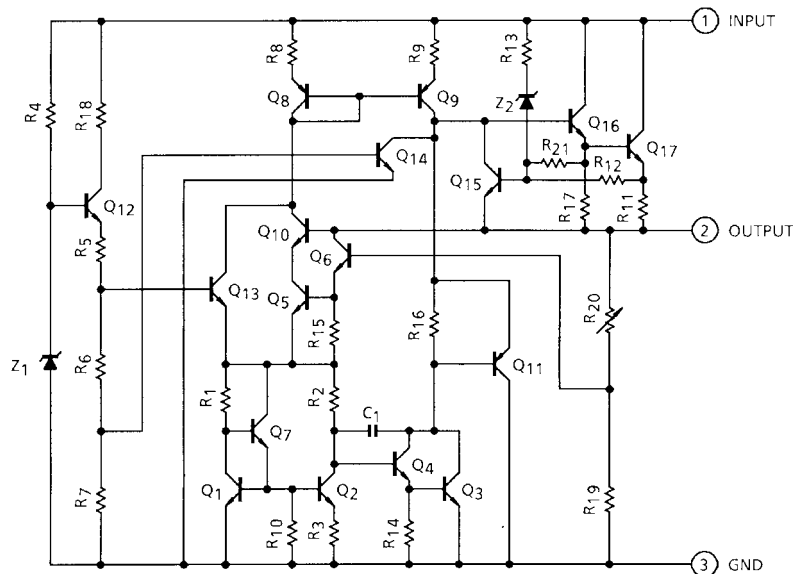 1 INPUT
R4
R18
R8
R9
R13
Q8
Q9
Z2
Q16
Q14
R21
Q17
R12
Q15
Q12
R17
R11
R5
Q10
Q6
2 OUTPUT
Q13
Q5
R15
R16
R20
Z1
R6
Q11
R1
R2
C1
Q7
Q4
R7
Q1
Q2
Q3
R19
R10
R3
R14
3 GND